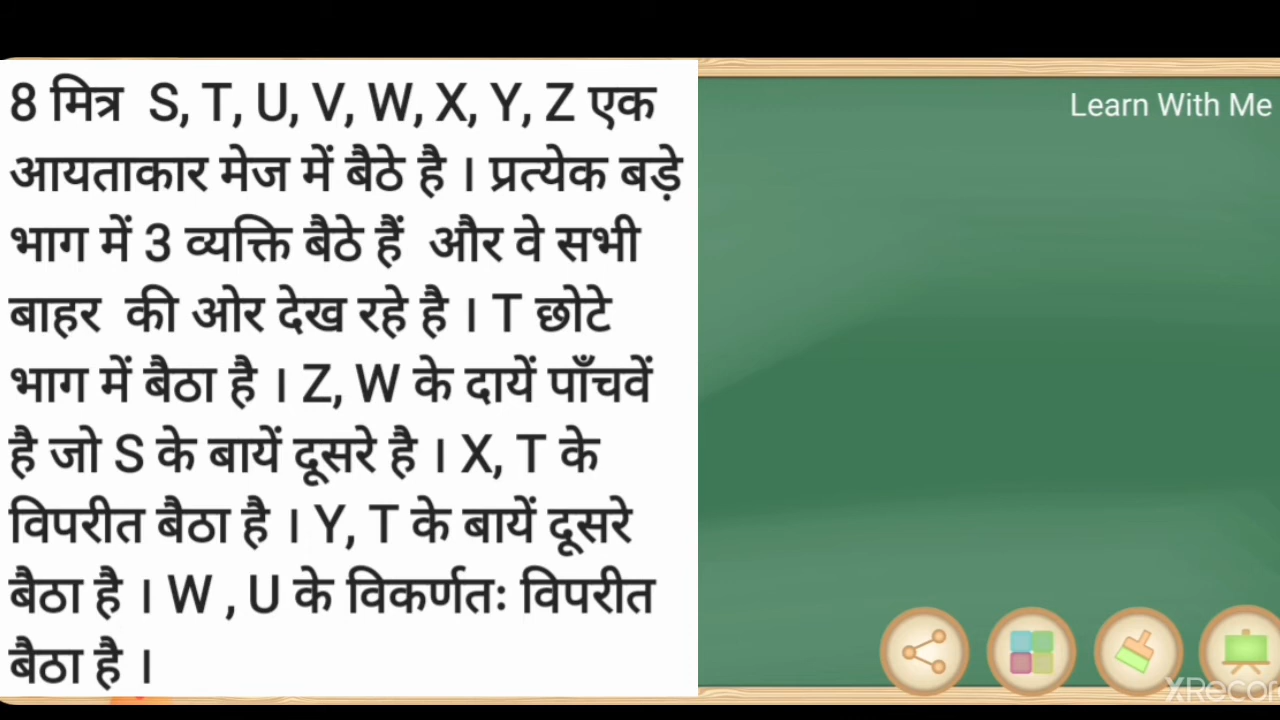 8 मित्र S, T, U, V, W, X, Y, Z एक
आयताकार मेज में बैठे है । प्रत्येक बड़े
भाग में 3 व्यक्ति बैठे हैं और वे सभी
बाहर की ओर देख रहे है । T छोटे
भाग में बैठा है । Z, W के दायें पाँचवें
है जो S के बायें दूसरे है । X, T के
विपरीत बैठा है । Y, T के बायें दूसरे
बैठा है । W , U के विकर्णतः विपरीत
बैठा है ।
Learn With Me
XRecor